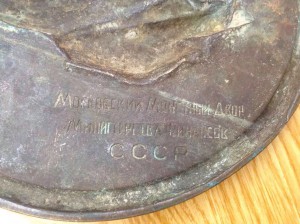 Московский Монетный Двор
Министерства Финансов
СССР